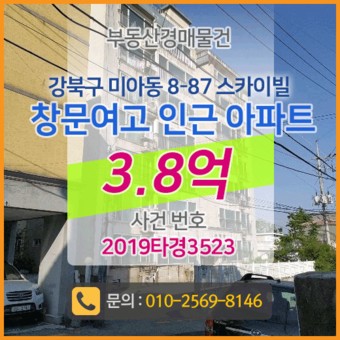 부동산경매물건
강북구 미아동 8-87 스카이빌
창문여고 인근 아파트
3.8억
사건 번호
2019타경3523
문의 : 010-2569-8146